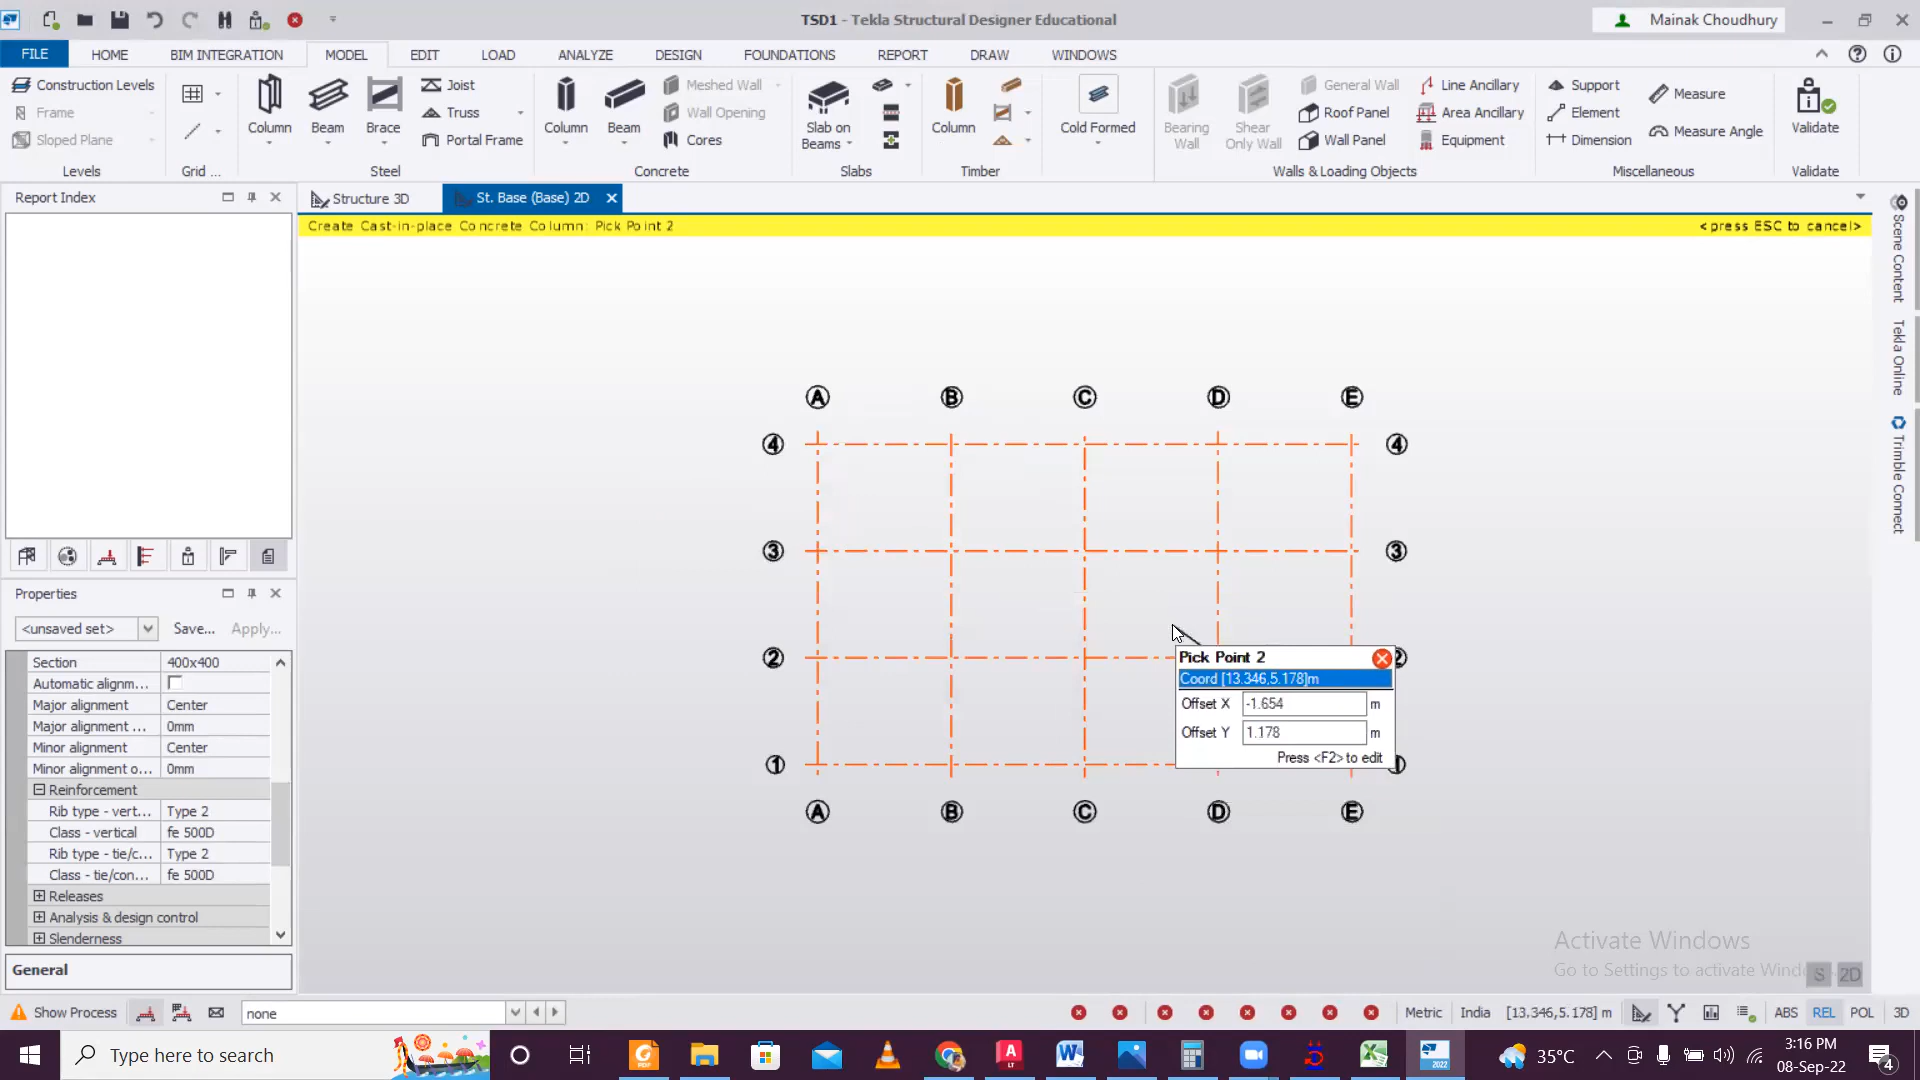 TSD1 - Tekla Structural Designer Educational
Mainak Choudhury
FILE HOME BIM INTEGRATION MODEL EDIT LOAD ANALYZE DESIGN FOUNDATIONS REPORT DRAW WINDOWS
Construction Levels
Frame
Sloped Plane
Levels
Grid ...
Column
Beam
Brace
Joist
Truss
Portal Frame
Steel
Column
Beam
Meshed Wall
Wall Opening
Cores
Concrete
Slab on
Beams
Slabs
Column
Timber
Cold Formed
Bearing
Wall
Shear
Only Wall
General Wall
Roof Panel
Wall Panel
Line Ancillary
Area Ancillary
Equipment
Walls & Loading Objects
Support
Element
Dimension
Measure
Measure Angle
Miscellaneous
Validate
Validate
Report Index
Structure 3D
St. Base (Base) 2D
Create Cast-in-place Concrete Column: Pick Point 2
<press ESC to cancel>
Scene Content
Tekla Online
Trimble Connect
A B C D E
4 4
3 3
2 2
1 1
A B C D E
Pick Point 2
Coord [13.346,5.178]m
Offset X -1.654 m
Offset Y 1.178 m
Press <F2> to edit
Properties
<unsaved set> Save... Apply...
Section 400x400
Automatic alignm...
Major alignment Center
Major alignment ... 0mm
Minor alignment Center
Minor alignment o... 0mm
Reinforcement
Rib type - vert... Type 2
Class - vertical fe 500D
Rib type - tie/c... Type 2
Class - tie/con... fe 500D
Releases
Analysis & design control
Slenderness
General
Activate Windows
Go to Settings to activate Wind
S 2D
Show Process
none
Metric India [13.346,5.178] m ABS REL POL 3D
Type here to search
35°C
3:16 PM
08-Sep-22
4
2022